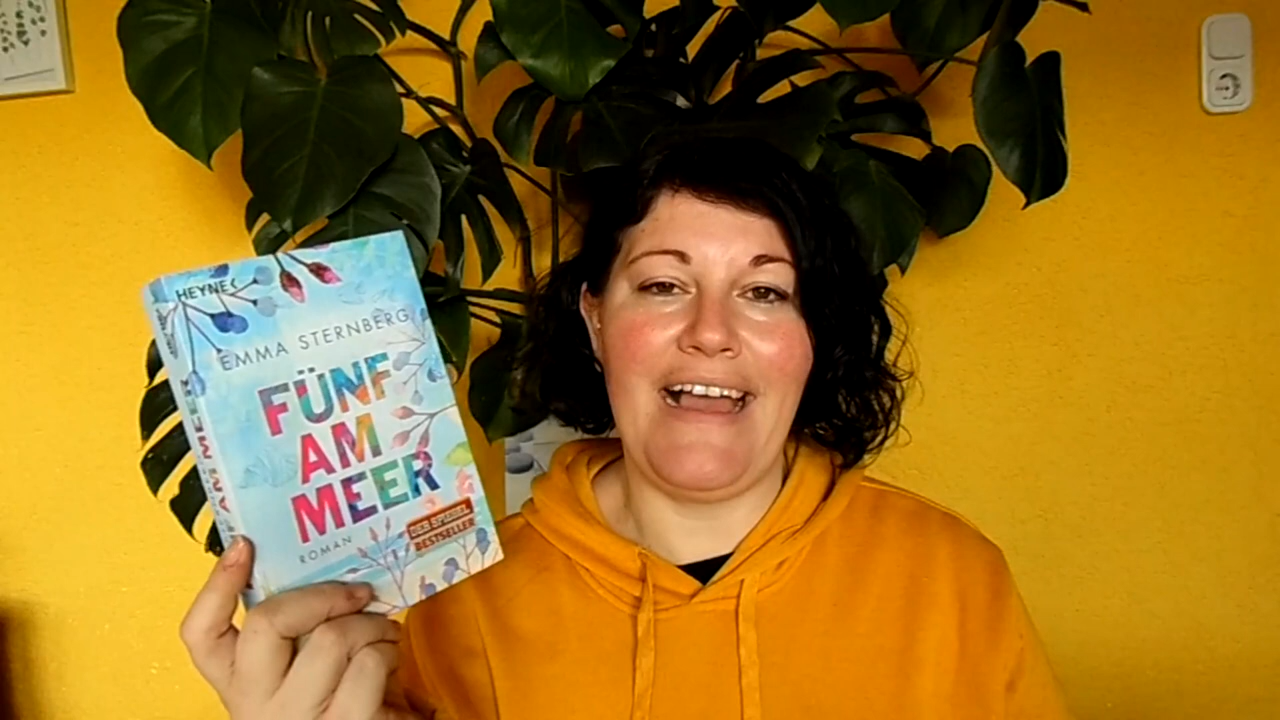 HEYNE
EMMA STERNBERG
FÜNF
AM
MEER
ROMAN
DER SPIEGEL
BESTSELLER
AM MEER